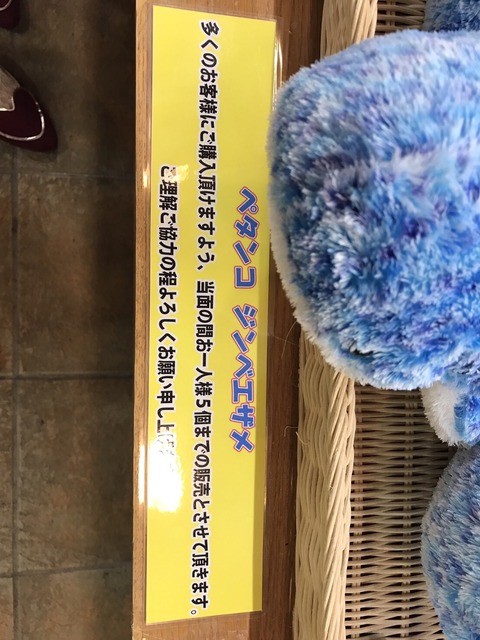 ペタンコ ジンベエザメ
多くのお客様にご購入頂けますよう、当面の間お一人様5個までの販売とさせて頂きます。
ご理解ご協力の程よろしくお願い申し上げ